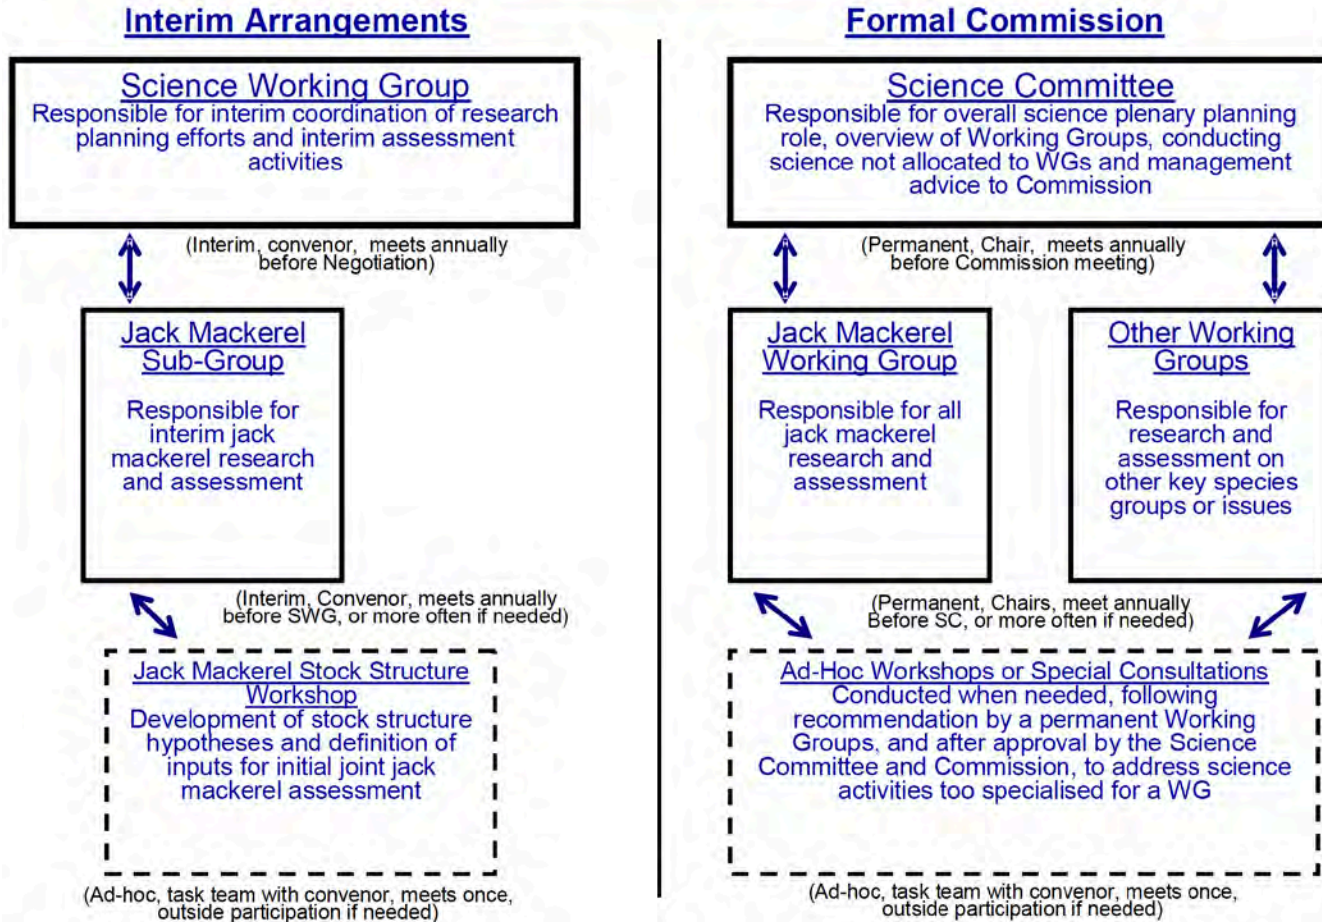 Interim Arrangements
Science Working Group
Responsible for interim coordination of research
planning efforts and interim assessment
activities
(Interim, convenor, meets annually
before Negotiation)
Jack Mackerel
Sub-Group
Responsible for
interim jack
mackerel research
and assessment
(Interim, Convenor, meets annually
before SWG, or more often if needed)
Jack Mackerel Stock Structure
Workshop
Development of stock structure
hypotheses and definition of
inputs for initial joint jack
mackerel assessment
(Ad-hoc, task team with convenor, meets once,
outside participation if needed)
Formal Commission
Science Committee
Responsible for overall science plenary planning
role, overview of Working Groups, conducting
science not allocated to WGs and management
advice to Commission
(Permanent, Chair, meets annually
before Commission meeting)
Jack Mackerel
Working Group
Responsible for all
jack mackerel
research and
assessment
Other Working
Groups
Responsible for
research and
assessment on
other key species
groups or issues
(Permanent, Chairs, meet annually
Before SC, or more often if needed)
Ad-Hoc Workshops or Special Consultations
Conducted when needed, following
recommendation by a permanent Working
Groups, and after approval by the Science
Committee and Commission, to address science
activities too specialised for a WG
(Ad-hoc, task team with convenor, meets once,
outside participation if needed)